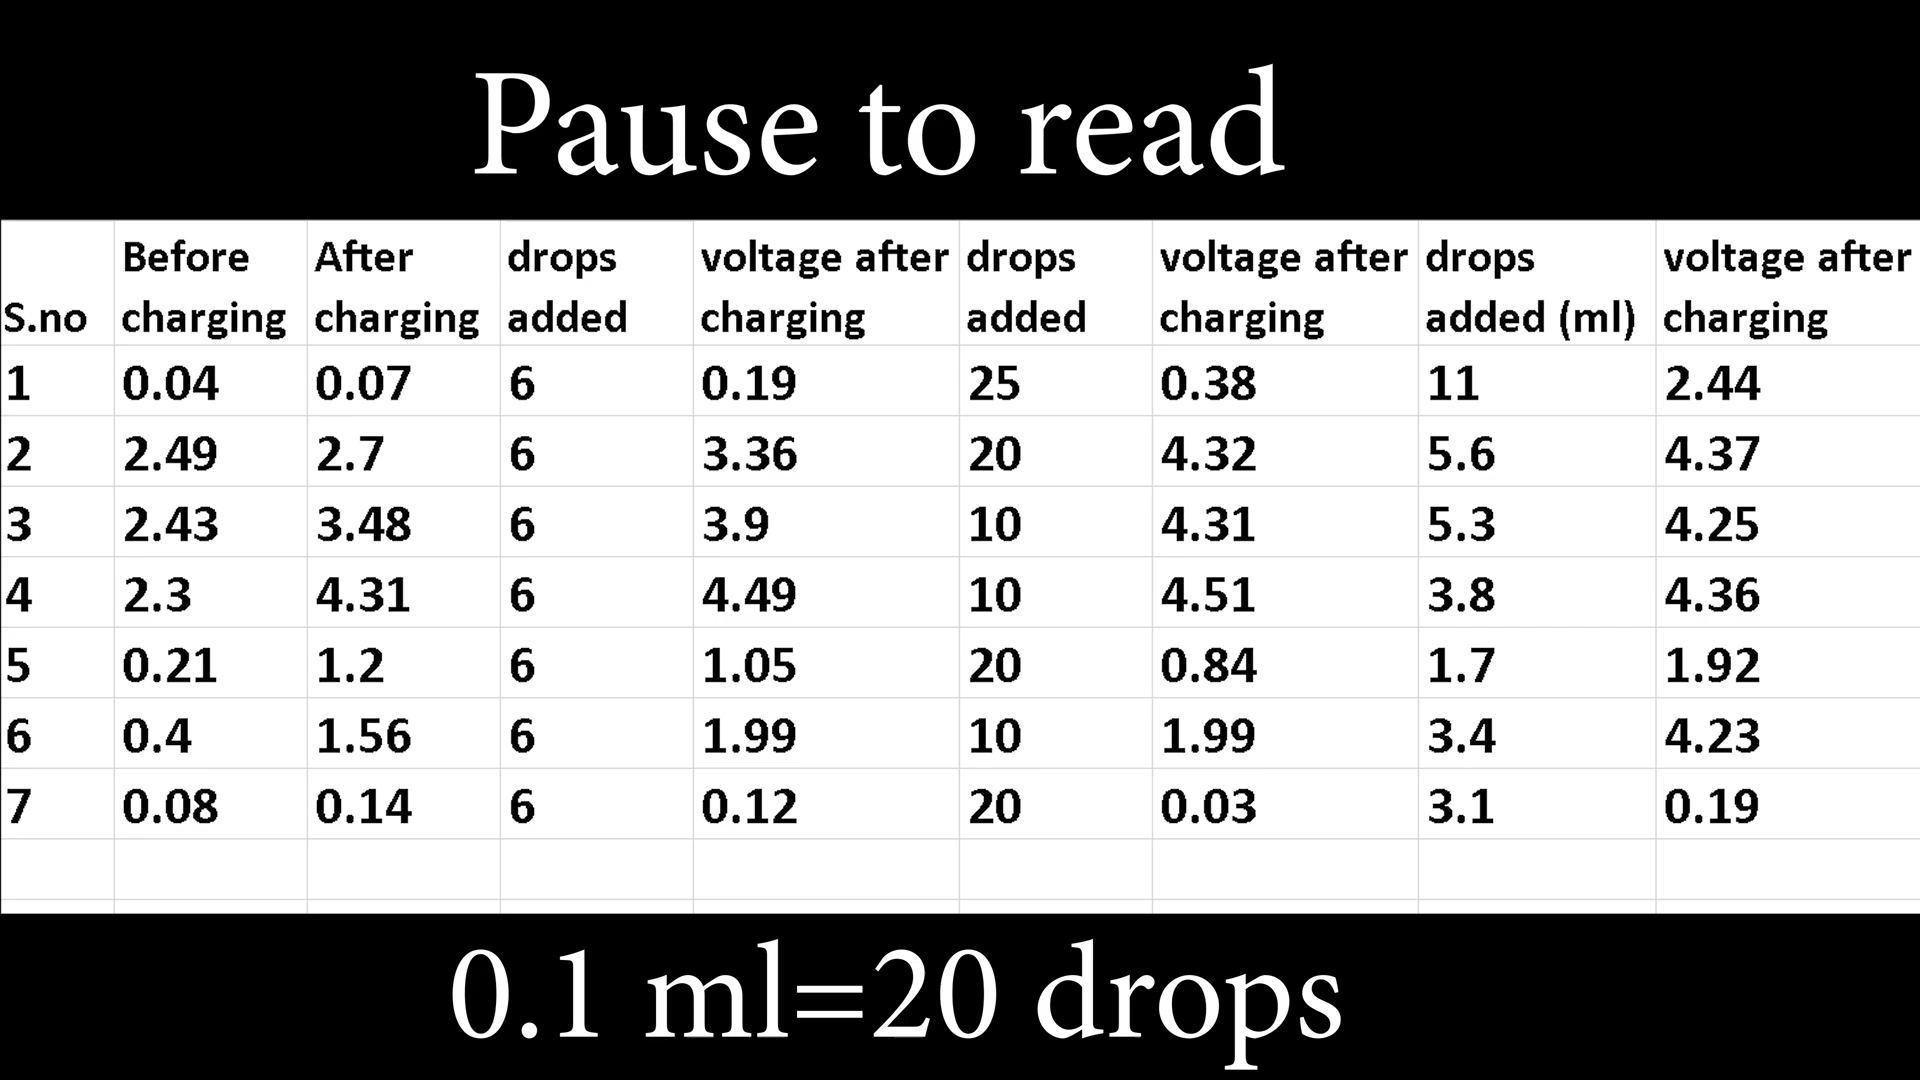 Pause to read
S.no Before charging After charging drops added voltage after charging drops added voltage after charging drops added (ml) voltage after charging
1 0.04 0.07 6 0.19 25 0.38 11 2.44
2 2.49 2.7 6 3.36 20 4.32 5.6 4.37
3 2.43 3.48 6 3.9 10 4.31 5.3 4.25
4 2.3 4.31 6 4.49 10 4.51 3.8 4.36
5 0.21 1.2 6 1.05 20 0.84 1.7 1.92
6 0.4 1.56 6 1.99 10 1.99 3.4 4.23
7 0.08 0.14 6 0.12 20 0.03 3.1 0.19
0.1 ml=20 drops